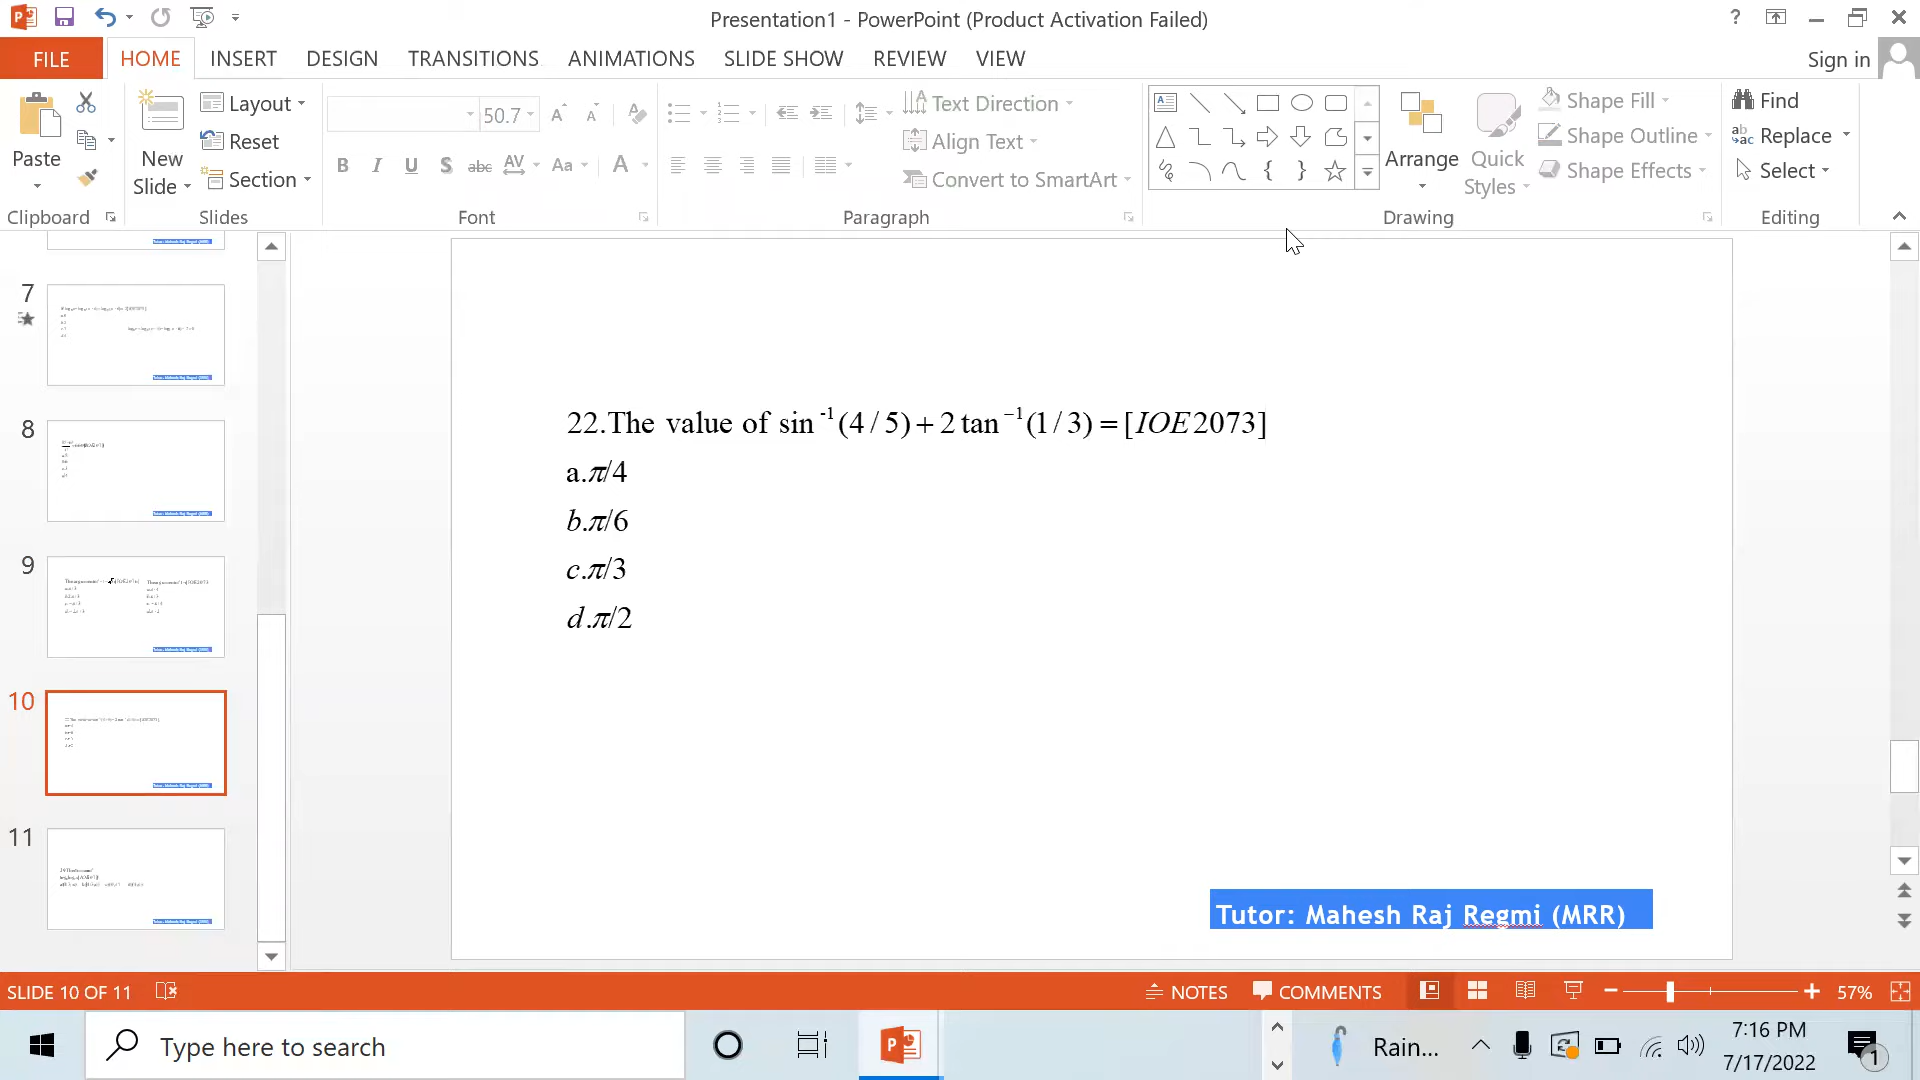 Presentation1 - PowerPoint (Product Activation Failed)
FILE HOME INSERT DESIGN TRANSITIONS ANIMATIONS SLIDE SHOW REVIEW VIEW Sign in
Paste
Clipboard
New Slide
Layout
Reset
Section
Slides
50.7
Font
Text Direction
Align Text
Convert to SmartArt
Paragraph
Arrange
Quick Styles
Shape Fill
Shape Outline
Shape Effects
Drawing
Find
Replace
Select
Editing
7
8
9
10
11
22.The value of sin⁻¹(4/5)+2 tan⁻¹(1/3)=[IOE2073]
a.π/4
b.π/6
c.π/3
d.π/2
Tutor: Mahesh Raj Regmi (MRR)
SLIDE 10 OF 11 NOTES COMMENTS 57%
Type here to search
Rain...
7:16 PM
7/17/2022
1